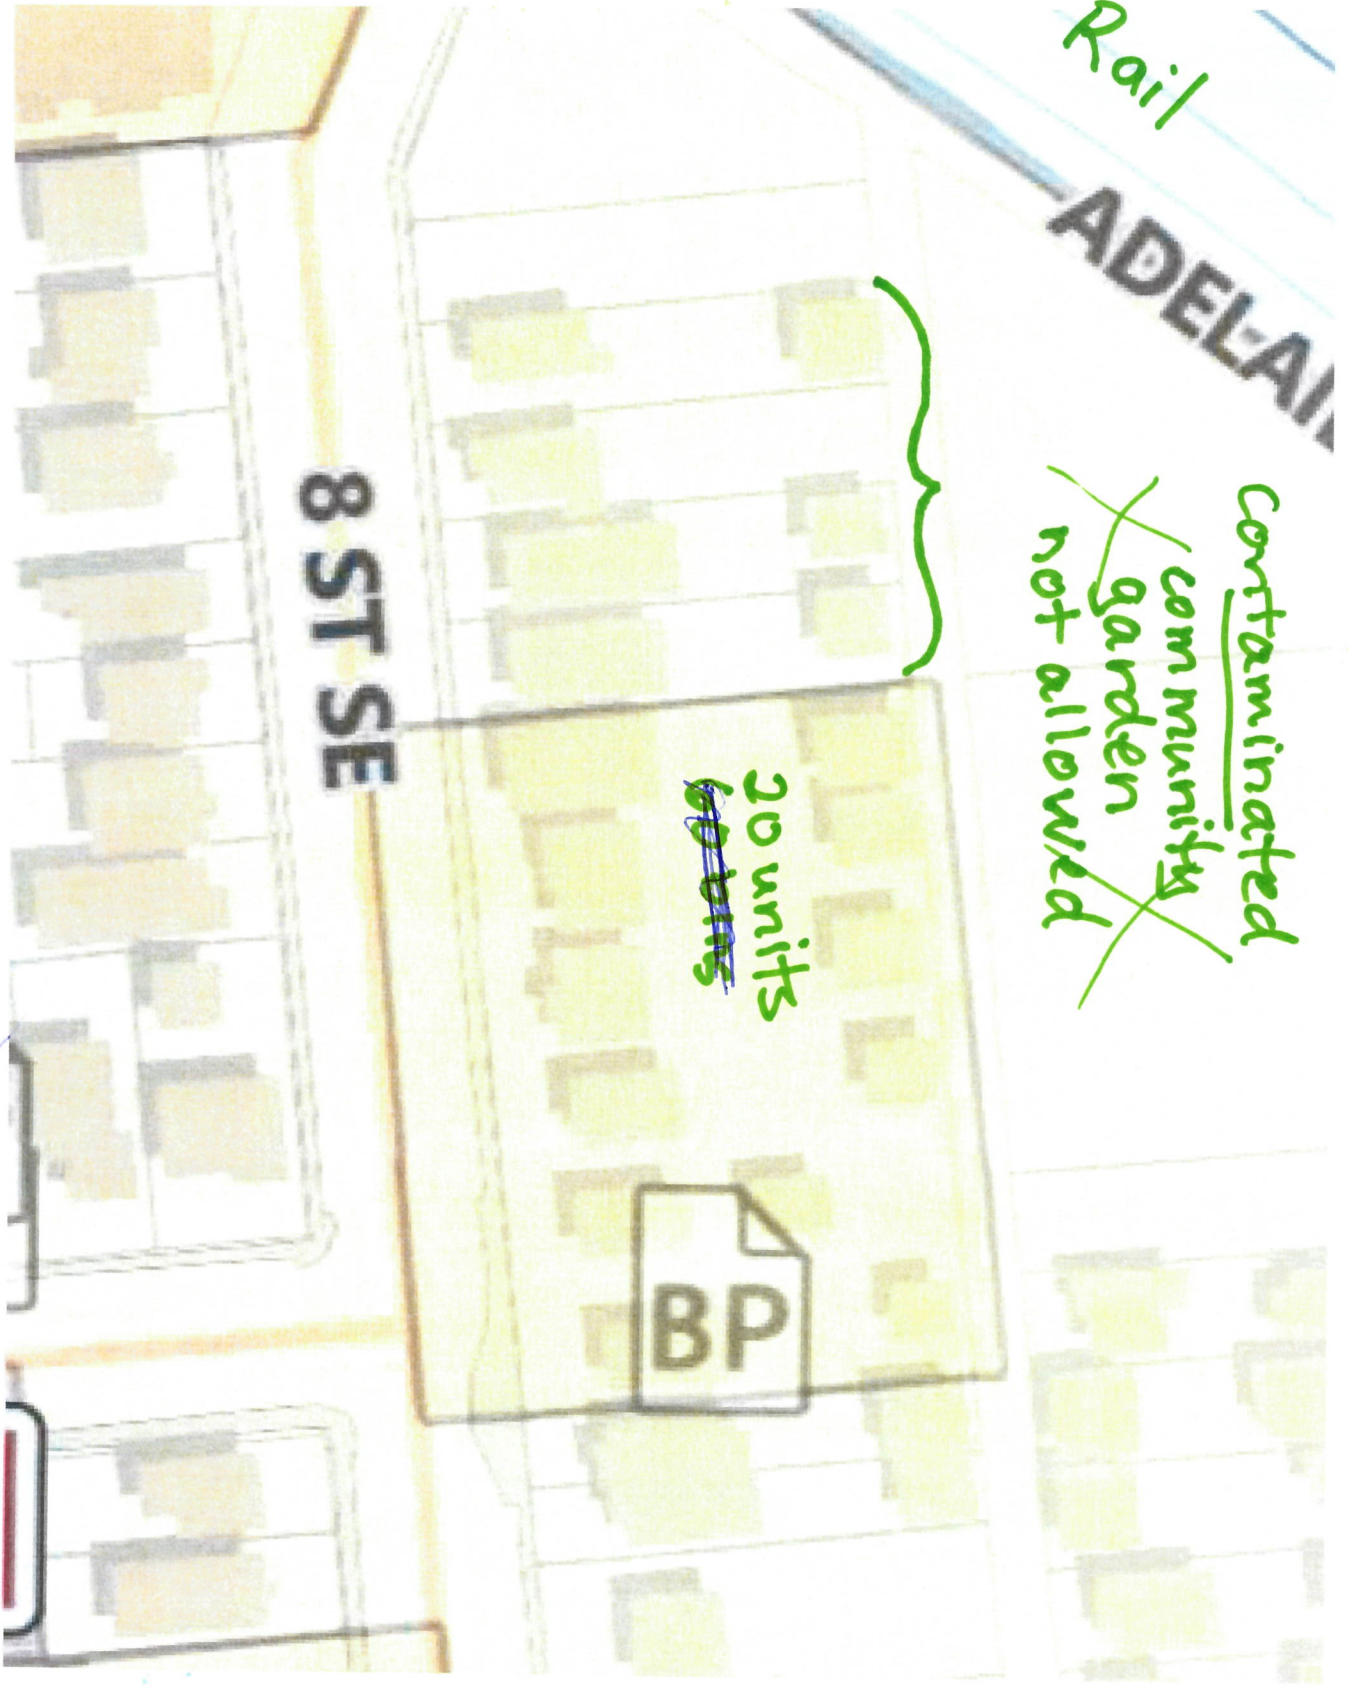 Rail
ADELAI
Contaminated
community
garden
not allowed
8 ST SE
20 units
BP